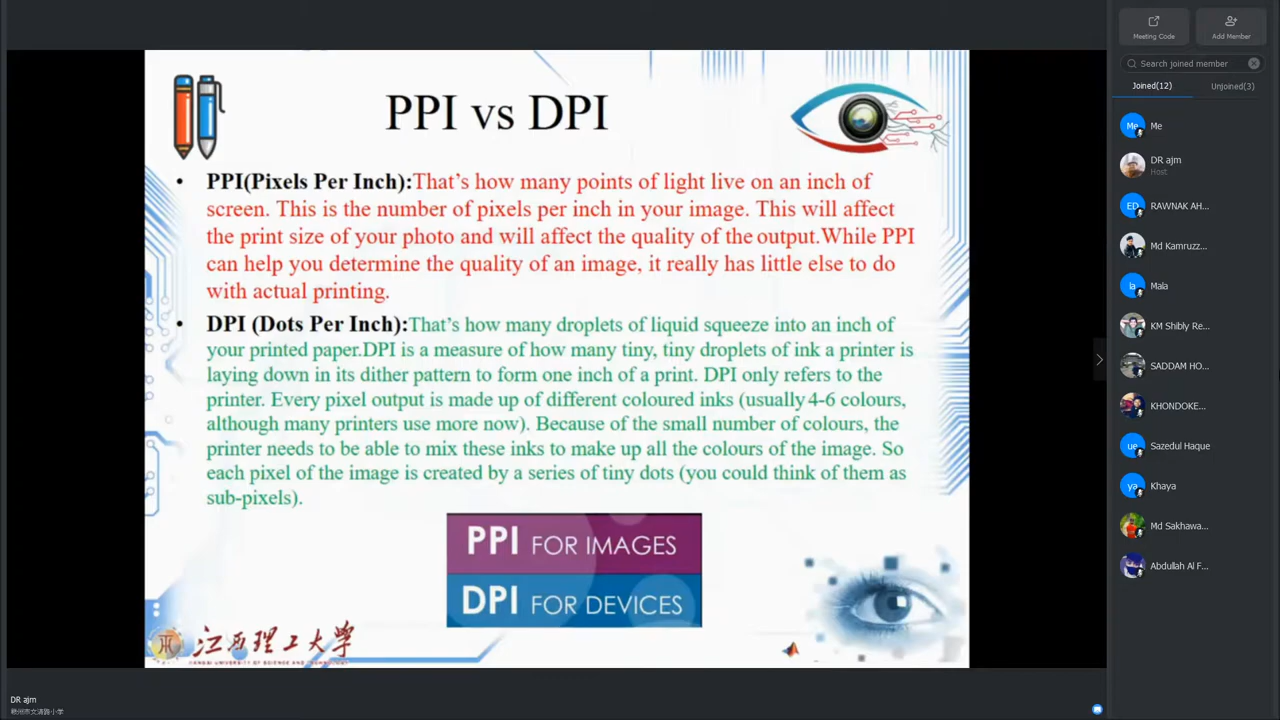 PPI vs DPI
• PPI(Pixels Per Inch):That’s how many points of light live on an inch of
screen. This is the number of pixels per inch in your image. This will affect
the print size of your photo and will affect the quality of the output.While PPI
can help you determine the quality of an image, it really has little else to do
with actual printing.
• DPI (Dots Per Inch):That’s how many droplets of liquid squeeze into an inch of
your printed paper.DPI is a measure of how many tiny, tiny droplets of ink a printer is
laying down in its dither pattern to form one inch of a print. DPI only refers to the
printer. Every pixel output is made up of different coloured inks (usually 4-6 colours,
although many printers use more now). Because of the small number of colours, the
printer needs to be able to mix these inks to make up all the colours of the image. So
each pixel of the image is created by a series of tiny dots (you could think of them as
sub-pixels).
PPI FOR IMAGES
DPI FOR DEVICES
江西理工大学
JIANGXI UNIVERSITY OF SCIENCE AND TECHNOLOGY
DR ajm
Meeting Code
Add Member
Search joined member
Joined(12)
Unjoined(3)
Me
Me
DR ajm
Host
ED
RAWNAK AH...
Md Kamruzz...
la
Mala
KM Shibly Re...
SADDAM HO...
KHONDOKE...
ue
Sazedul Haque
ya
Khaya
Md Sakhawa...
Abdullah Al F...